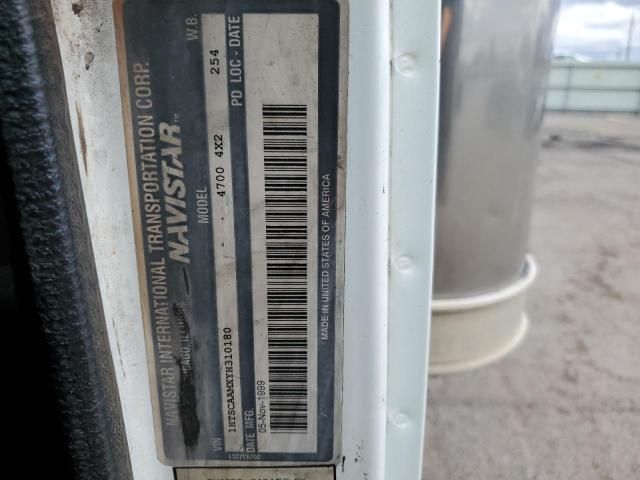 NAVISTAR INTERNATIONAL TRANSPORTATION CORP.
NAVISTAR™
MODEL W.B.
4700 4X2 254
VIN
1HTSCAAMXYH310180
DATE MFG. PD LOC - DATE
05-Nov-1999
MADE IN UNITED STATES OF AMERICA